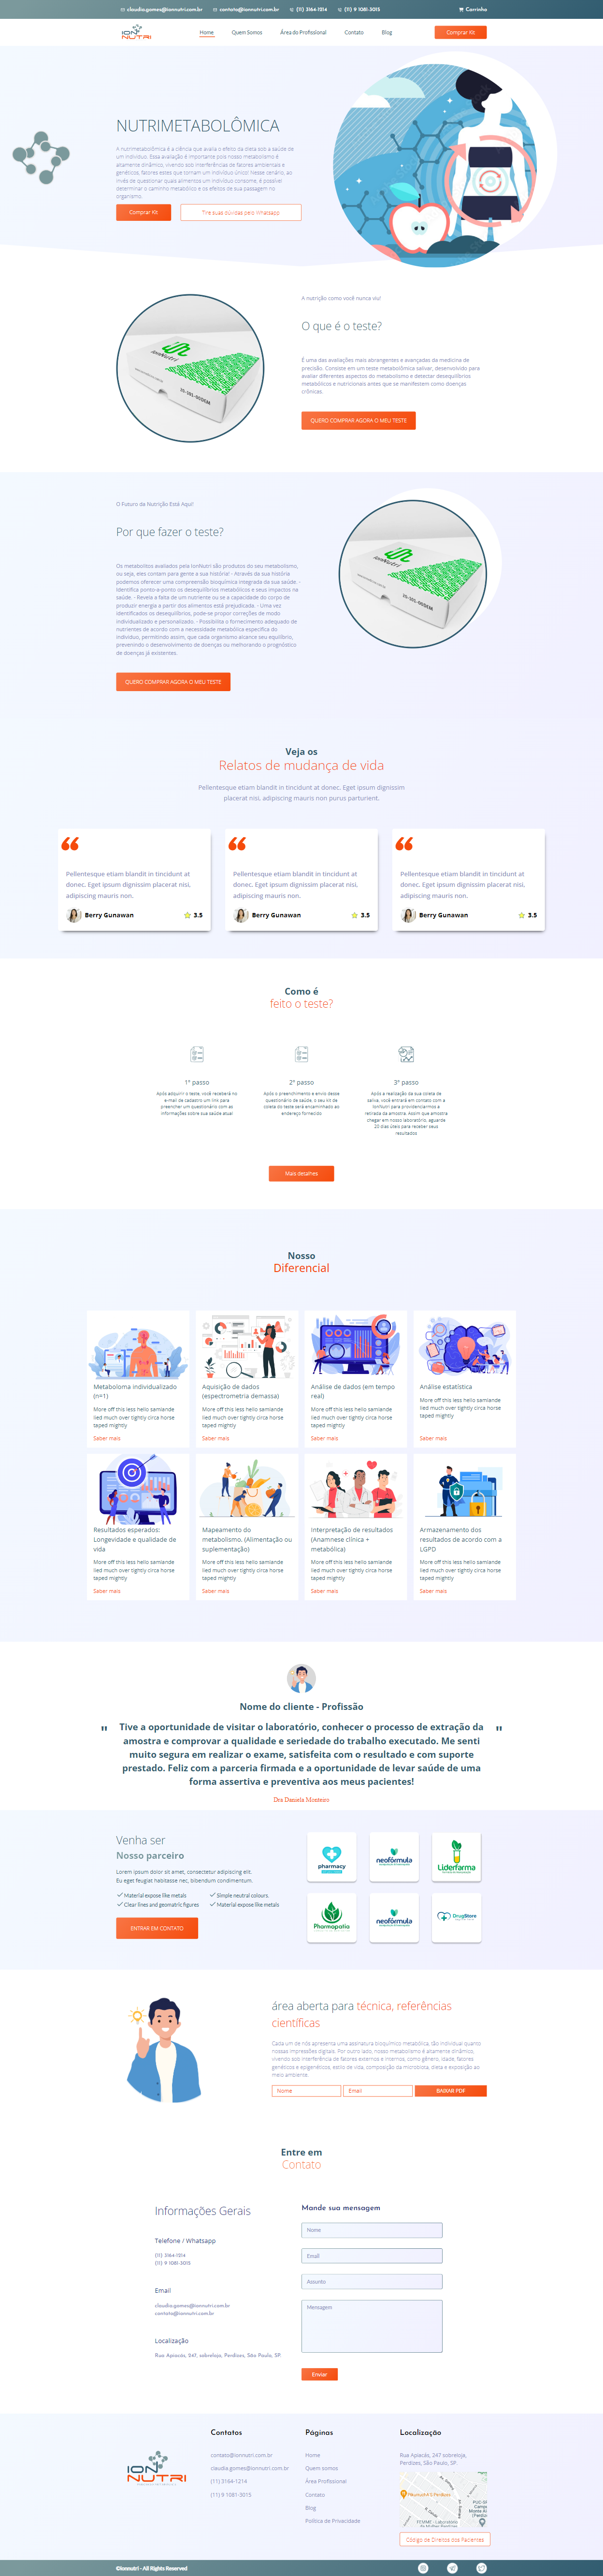 claudia.gomes@ionnutri.com.br contato@ionnutri.com.br (11) 3164-1214 (11) 9 1081-3015 Carrinho
ION NUTRI
Home Quem Somos Área do Profissional Contato Blog Comprar Kit
NUTRIMETABOLÔMICA
A nutrimetabolômica é a ciência que avalia o efeito da dieta sob a saúde de
um indivíduo. Essa avaliação é importante pois nosso metabolismo é
altamente dinâmico, vivendo sob interferências de fatores ambientais e
genéticos, fatores estes que tornam um indivíduo único! Nesse cenário, ao
invés de questionar quais alimentos um indivíduo consome, é possível
determinar o caminho metabólico e os efeitos de sua passagem no
organismo.
Comprar Kit Tire suas dúvidas pelo Whatsapp
A nutrição como você nunca viu!
O que é o teste?
É uma das avaliações mais abrangentes e avançadas da medicina de
precisão. Consiste em um teste metabolômico salivar, desenvolvido para
avaliar diferentes aspectos do metabolismo e detectar desequilíbrios
metabólicos e nutricionais antes que se manifestem como doenças
crônicas.
QUERO COMPRAR AGORA O MEU TESTE
IonNutri
O Futuro da Nutrição Está Aqui!
Por que fazer o teste?
Os metabólitos avaliados pela IonNutri são produtos do seu metabolismo,
ou seja, eles contam para gente a sua história! - Através da sua história
podemos oferecer uma compreensão bioquímica integrada da sua saúde. -
Identifica ponto-a-ponto os desequilíbrios metabólicos e seus impactos na
saúde. - Revela a falta de um nutriente ou se a capacidade do corpo de
produzir energia a partir dos alimentos está prejudicada. - Uma vez
identificados os desequilíbrios, pode-se propor correções de modo
individualizado e personalizado. - Possibilita o fornecimento adequado de
nutrientes de acordo com a necessidade metabólica específica do
indivíduo, permitindo assim, que cada organismo alcance seu equilíbrio,
prevenindo o desenvolvimento de doenças ou melhorando o prognóstico
de doenças já existentes.
QUERO COMPRAR AGORA O MEU TESTE
IonNutri
Veja os
Relatos de mudança de vida
Pellentesque etiam blandit in tincidunt at donec. Eget ipsum dignissim
placerat nisi, adipiscing mauris non purus parturient.
Pellentesque etiam blandit in tincidunt at
donec. Eget ipsum dignissim placerat nisi,
adipiscing mauris non.
Berry Gunawan 3.5
Pellentesque etiam blandit in tincidunt at
donec. Eget ipsum dignissim placerat nisi,
adipiscing mauris non.
Berry Gunawan 3.5
Pellentesque etiam blandit in tincidunt at
donec. Eget ipsum dignissim placerat nisi,
adipiscing mauris non.
Berry Gunawan 3.5
Como é
feito o teste?
1º passo
Após adquirir o teste, você receberá no
e-mail de cadastro um link para
preencher um questionário com as
informações sobre sua saúde atual
2º passo
Após o preenchimento e envio desse
questionário de saúde, o seu kit de
coleta do teste será encaminhado ao
endereço fornecido
3º passo
Após a realização da sua coleta de
saliva, você entrará em contato com a
IonNutri para providenciarmos a
retirada da amostra. Assim que amostra
chegar em nosso laboratório, aguarde
20 dias úteis para receber seus
resultados
Mais detalhes
Nosso
Diferencial
Metaboloma individualizado
(n=1)
More off this less hello samlande
lied much over tightly circa horse
taped mightly
Saber mais
Aquisição de dados
(espectrometria demassa)
More off this less hello samlande
lied much over tightly circa horse
taped mightly
Saber mais
Análise de dados (em tempo
real)
More off this less hello samlande
lied much over tightly circa horse
taped mightly
Saber mais
Análise estatística
More off this less hello samlande
lied much over tightly circa horse
taped mightly
Saber mais
Resultados esperados:
Longevidade e qualidade de
vida
More off this less hello samlande
lied much over tightly circa horse
taped mightly
Saber mais
Mapeamento do
metabolismo, (Alimentação ou
suplementação)
More off this less hello samlande
lied much over tightly circa horse
taped mightly
Saber mais
Interpretação de resultados
(Anamnese clínica +
metabólica)
More off this less hello samlande
lied much over tightly circa horse
taped mightly
Saber mais
Armazenamento dos
resultados de acordo com a
LGPD
More off this less hello samlande
lied much over tightly circa horse
taped mightly
Saber mais
Nome do cliente - Profissão
" Tive a oportunidade de visitar o laboratório, conhecer o processo de extração da "
amostra e comprovar a qualidade e seriedade do trabalho executado. Me senti
muito segura em realizar o exame, satisfeita com o resultado e com suporte
prestado. Feliz com a parceria firmada e a oportunidade de levar saúde de uma
forma assertiva e preventiva aos meus pacientes!
Dra Daniela Monteiro
Venha ser
Nosso parceiro
Lorem ipsum dolor sit amet, consectetur adipiscing elit.
Eu eget feugiat habitasse nec, bibendum condimentum.
Material expose like metals Simple neutral colours.
Clear lines and geomatric figures Material expose like metals
ENTRAR EM CONTATO
pharmacy
neofórmula
Liderfarma
Pharmapatia
neofórmula
DrugStore
área aberta para técnica, referências
científicas
Cada um de nós apresenta uma assinatura bioquímico metabólica, tão individual quanto
nossas impressões digitais. Por outro lado, nosso metabolismo é altamente dinâmico,
vivendo sob interferência de fatores externos e internos, como gênero, idade, fatores
genéticos e epigenéticos, estilo de vida, composição da microbiota, dieta e exposição ao
meio ambiente.
Nome Email BAIXAR PDF
Entre em
Contato
Informações Gerais
Telefone / Whatsapp
(11) 3164-1214
(11) 9 1081-3015
Email
claudia.gomes@ionnutri.com.br
contato@ionnutri.com.br
Localização
Rua Apiacás, 247, sobreloja, Perdizes, São Paulo, SP.
Mande sua mensagem
Nome
Email
Assunto
Mensagem
Enviar
ION NUTRI
Contatos
contato@ionnutri.com.br
claudia.gomes@ionnutri.com.br
(11) 3164-1214
(11) 9 1081-3015
Páginas
Home
Quem somos
Área Profissional
Contato
Blog
Política de Privacidade
Localização
Rua Apiacás, 247 sobreloja,
Perdizes, São Paulo, SP.
Código de Direitos dos Pacientes
©Ionnutri - All Rights Reserved